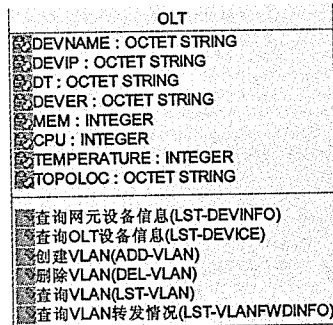 OLT
DEVNAME : OCTET STRING
DEVIP : OCTET STRING
DT : OCTET STRING
DEVER : OCTET STRING
MEM : INTEGER
CPU : INTEGER
TEMPERATURE : INTEGER
TOPOLOC : OCTET STRING
查询网元设备信息(LST-DEVINFO)
查询OLT设备信息(LST-DEVICE)
创建VLAN(ADD-VLAN)
删除VLAN(DEL-VLAN)
查询VLAN(LST-VLAN)
查询VLAN转发情况(LST-VLANFWDINFO)